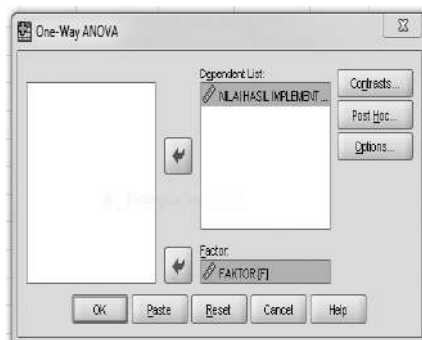 One-Way ANOVA
Dependent List:
NILAI HASIL IMPLEMENT ...
Contrasts...
Post Hoc...
Options...
Factor:
FAKTOR [F]
OK Paste Reset Cancel Help